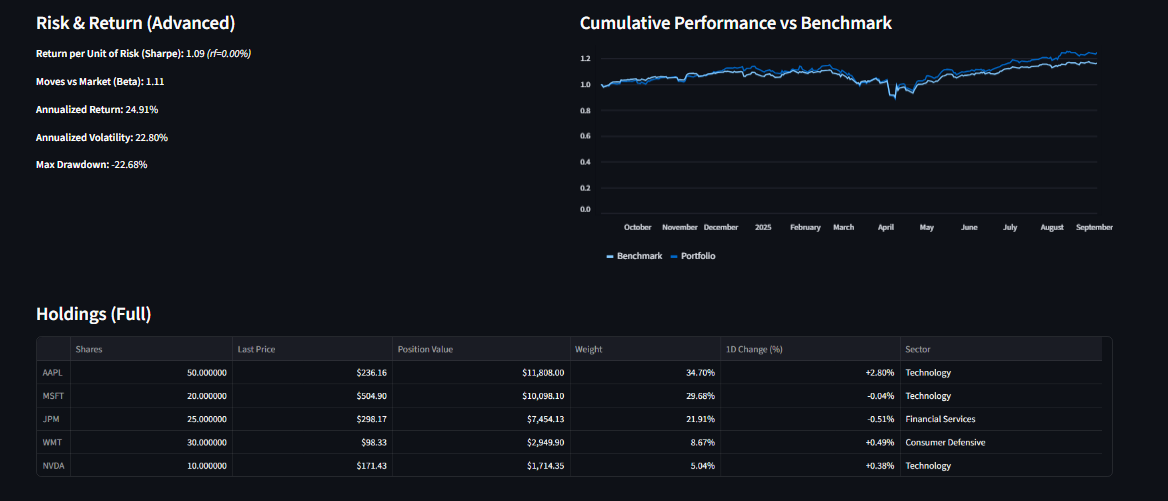 Risk & Return (Advanced)
Return per Unit of Risk (Sharpe): 1.09 (rf=0.00%)
Moves vs Market (Beta): 1.11
Annualized Return: 24.91%
Annualized Volatility: 22.80%
Max Drawdown: -22.68%
Cumulative Performance vs Benchmark
1.2
1.0
0.8
0.6
0.4
0.2
0.0
October November December 2025 February March April May June July August September
Benchmark Portfolio
Holdings (Full)
Shares Last Price Position Value Weight 1D Change (%) Sector
AAPL 50.000000 $236.16 $11,808.00 34.70% +2.80% Technology
MSFT 20.000000 $504.90 $10,098.10 29.68% -0.04% Technology
JPM 25.000000 $298.17 $7,454.13 21.91% -0.51% Financial Services
WMT 30.000000 $98.33 $2,949.90 8.67% +0.49% Consumer Defensive
NVDA 10.000000 $171.43 $1,714.35 5.04% +0.38% Technology